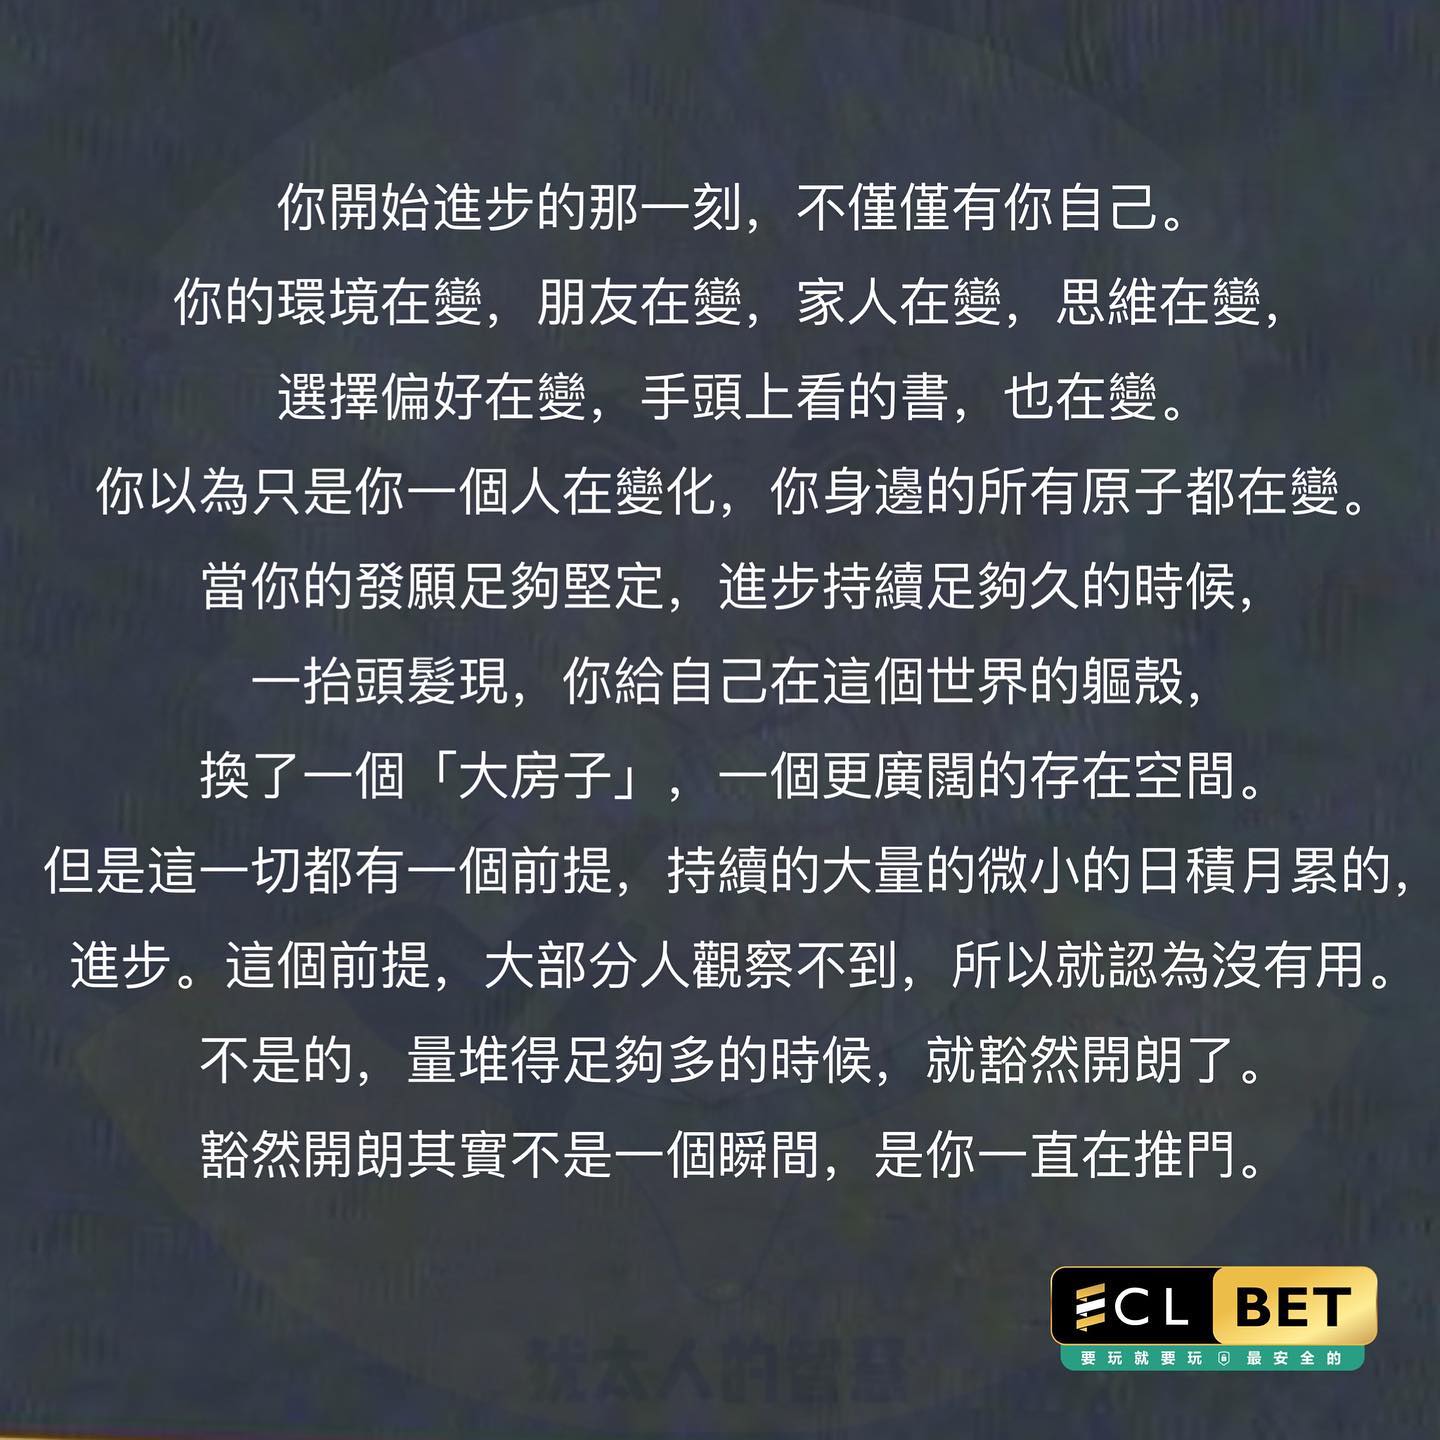 你開始進步的那一刻，不僅僅有你自己。
你的環境在變，朋友在變，家人在變，思維在變，
選擇偏好在變，手頭上看的書，也在變。
你以為只是你一個人在變化，你身邊的所有原子都在變。
當你的發願足夠堅定，進步持續足夠久的時候，
一抬頭髮現，你給自己在這個世界的軀殼，
換了一個「大房子」，一個更廣闊的存在空間。
但是這一切都有一個前提，持續的大量的微小的日積月累的，
進步。這個前提，大部分人觀察不到，所以就認為沒有用。
不是的，量堆得足夠多的時候，就豁然開朗了。
豁然開朗其實不是一個瞬間，是你一直在推門。
ECL BET
要玩就要玩 最安全的